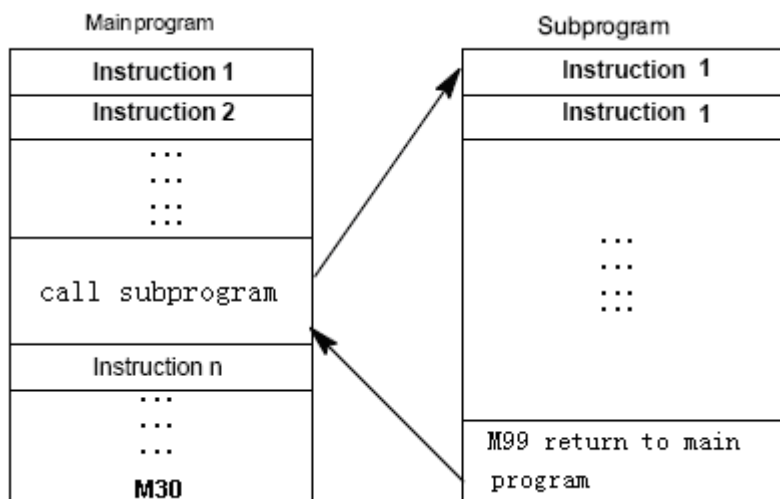 Main program
Instruction 1
Instruction 2
...
...
...
...
call subprogram
Instruction n
...
...
...
M30
Subprogram
Instruction 1
Instruction 1
...
...
...
...
M99 return to main
program